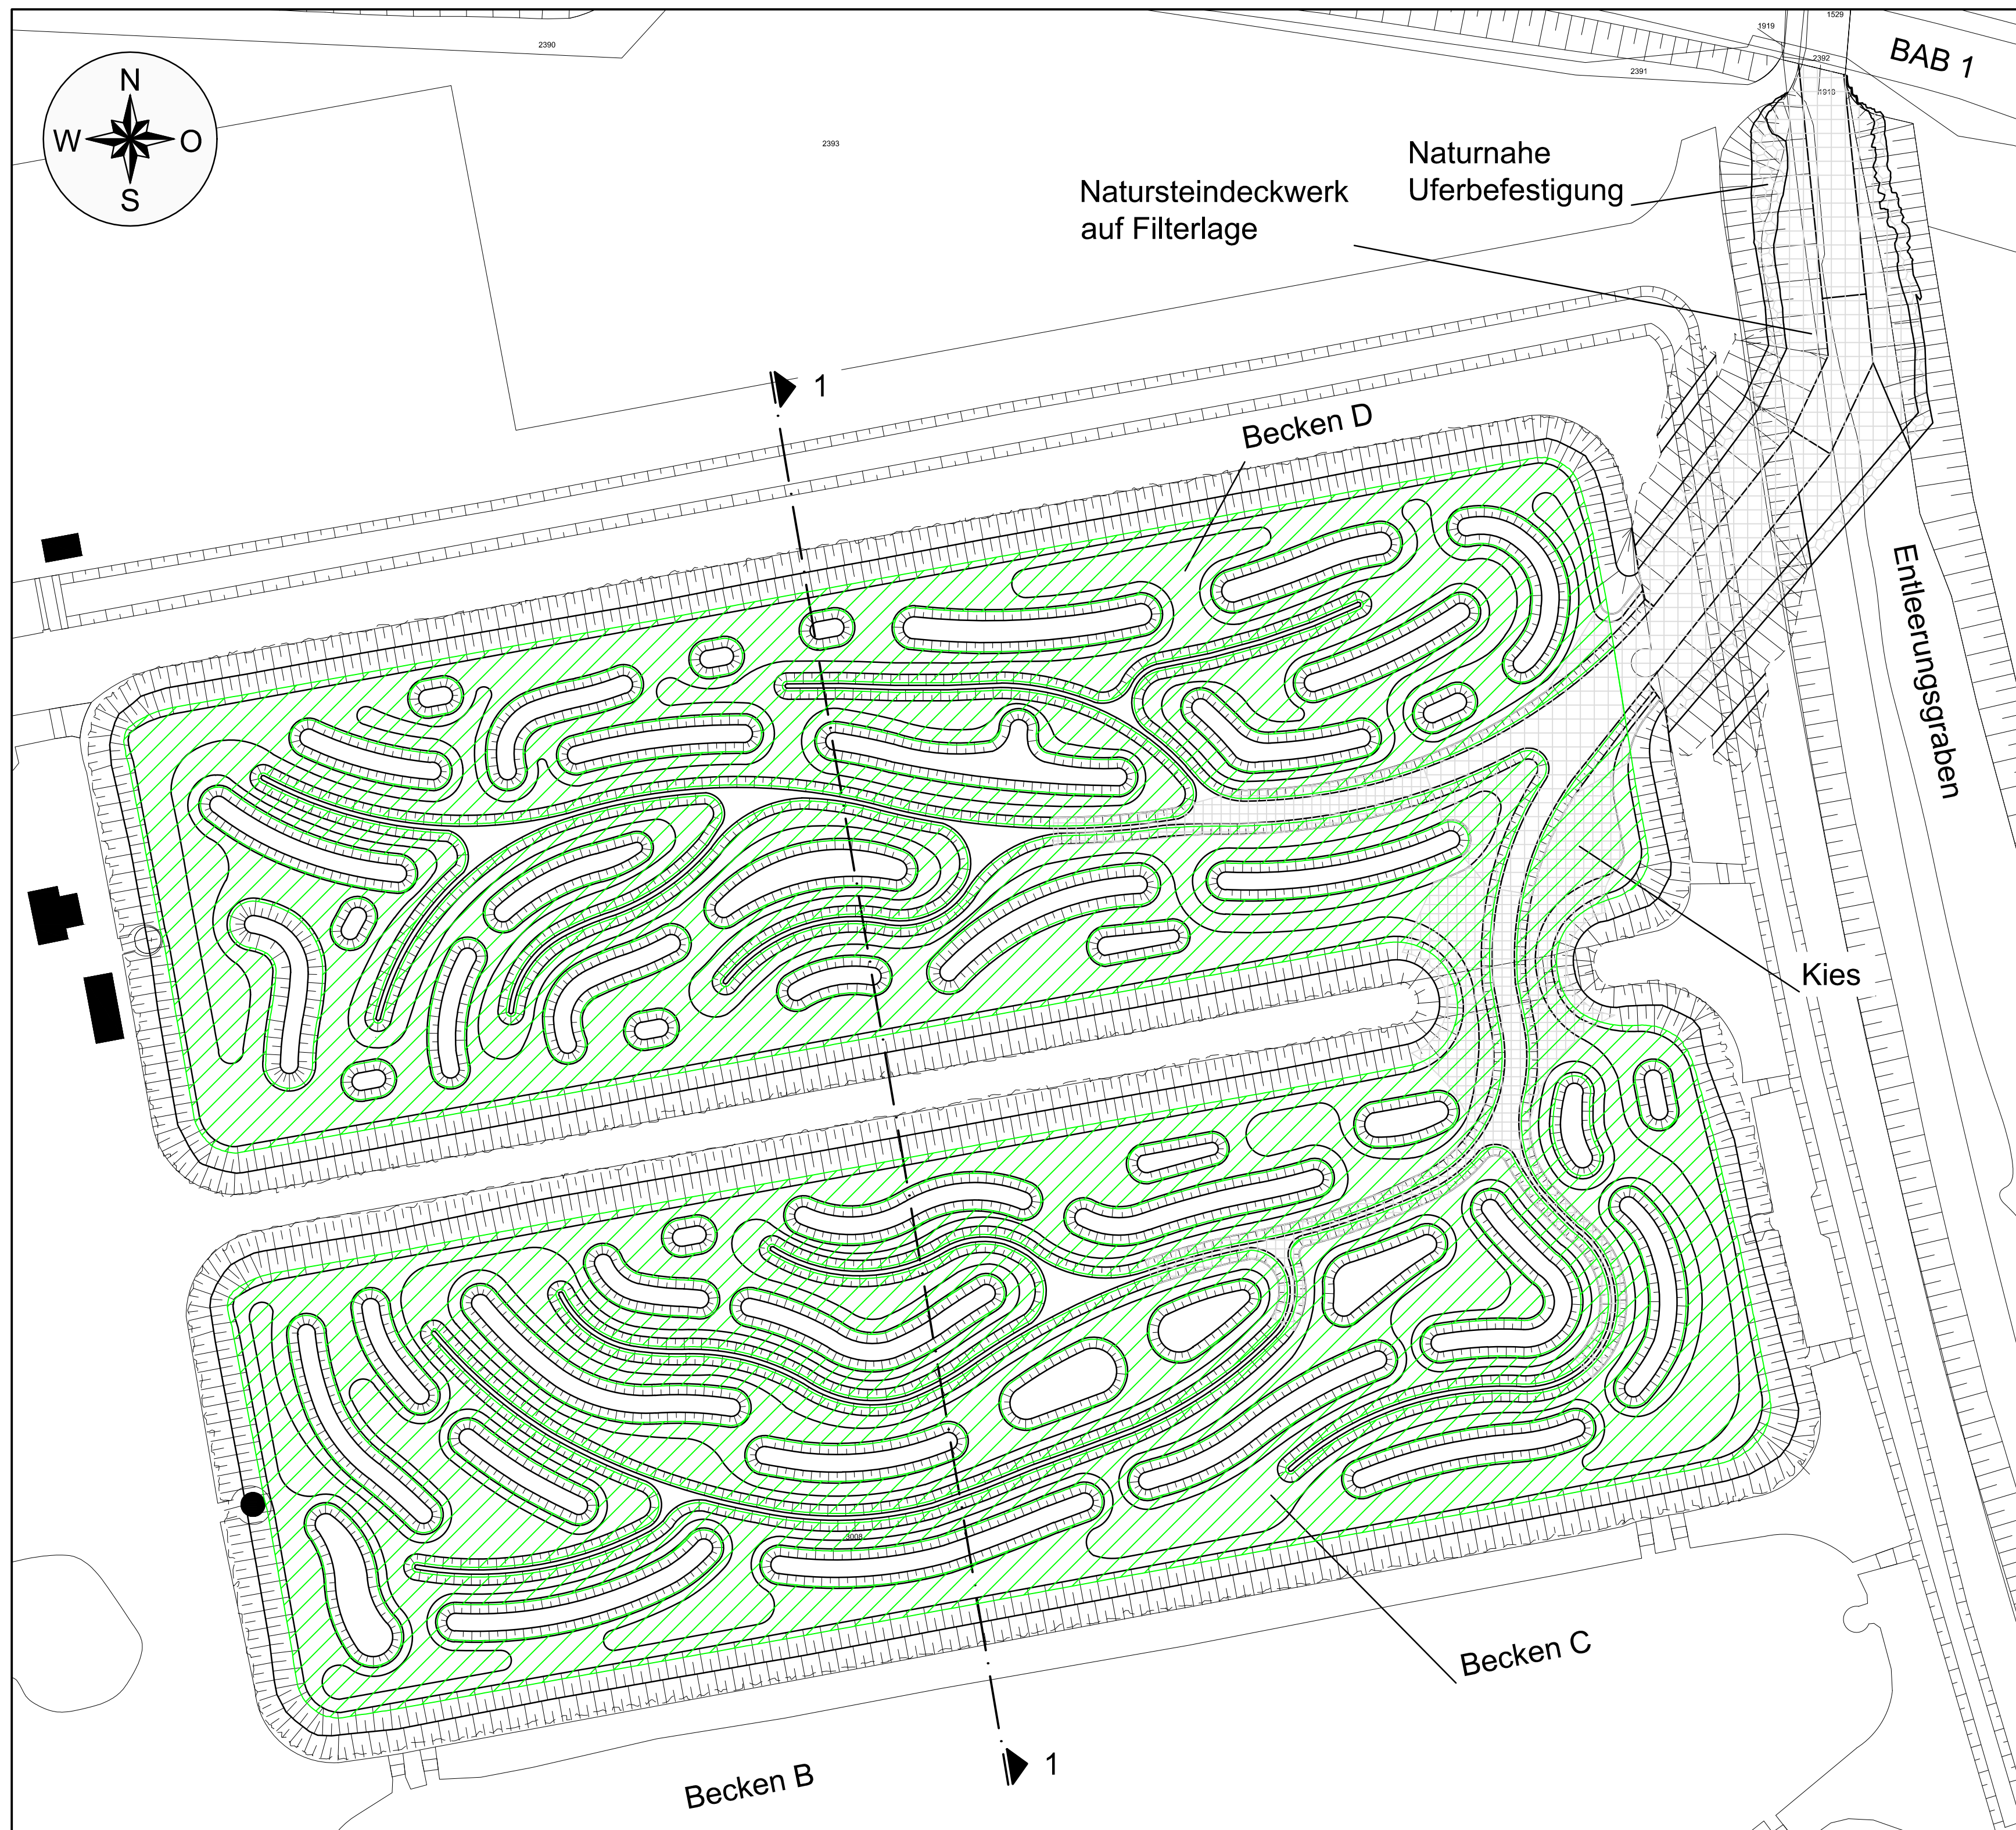 1529
1919
2390
BAB 1
2392
2391
N
1910
W
O
2393
S
Naturnahe
Uferbefestigung
Natursteindeckwerk
auf Filterlage
1
Becken D
Entleerungsgraben
Kies
3008
Becken C
1
Becken B